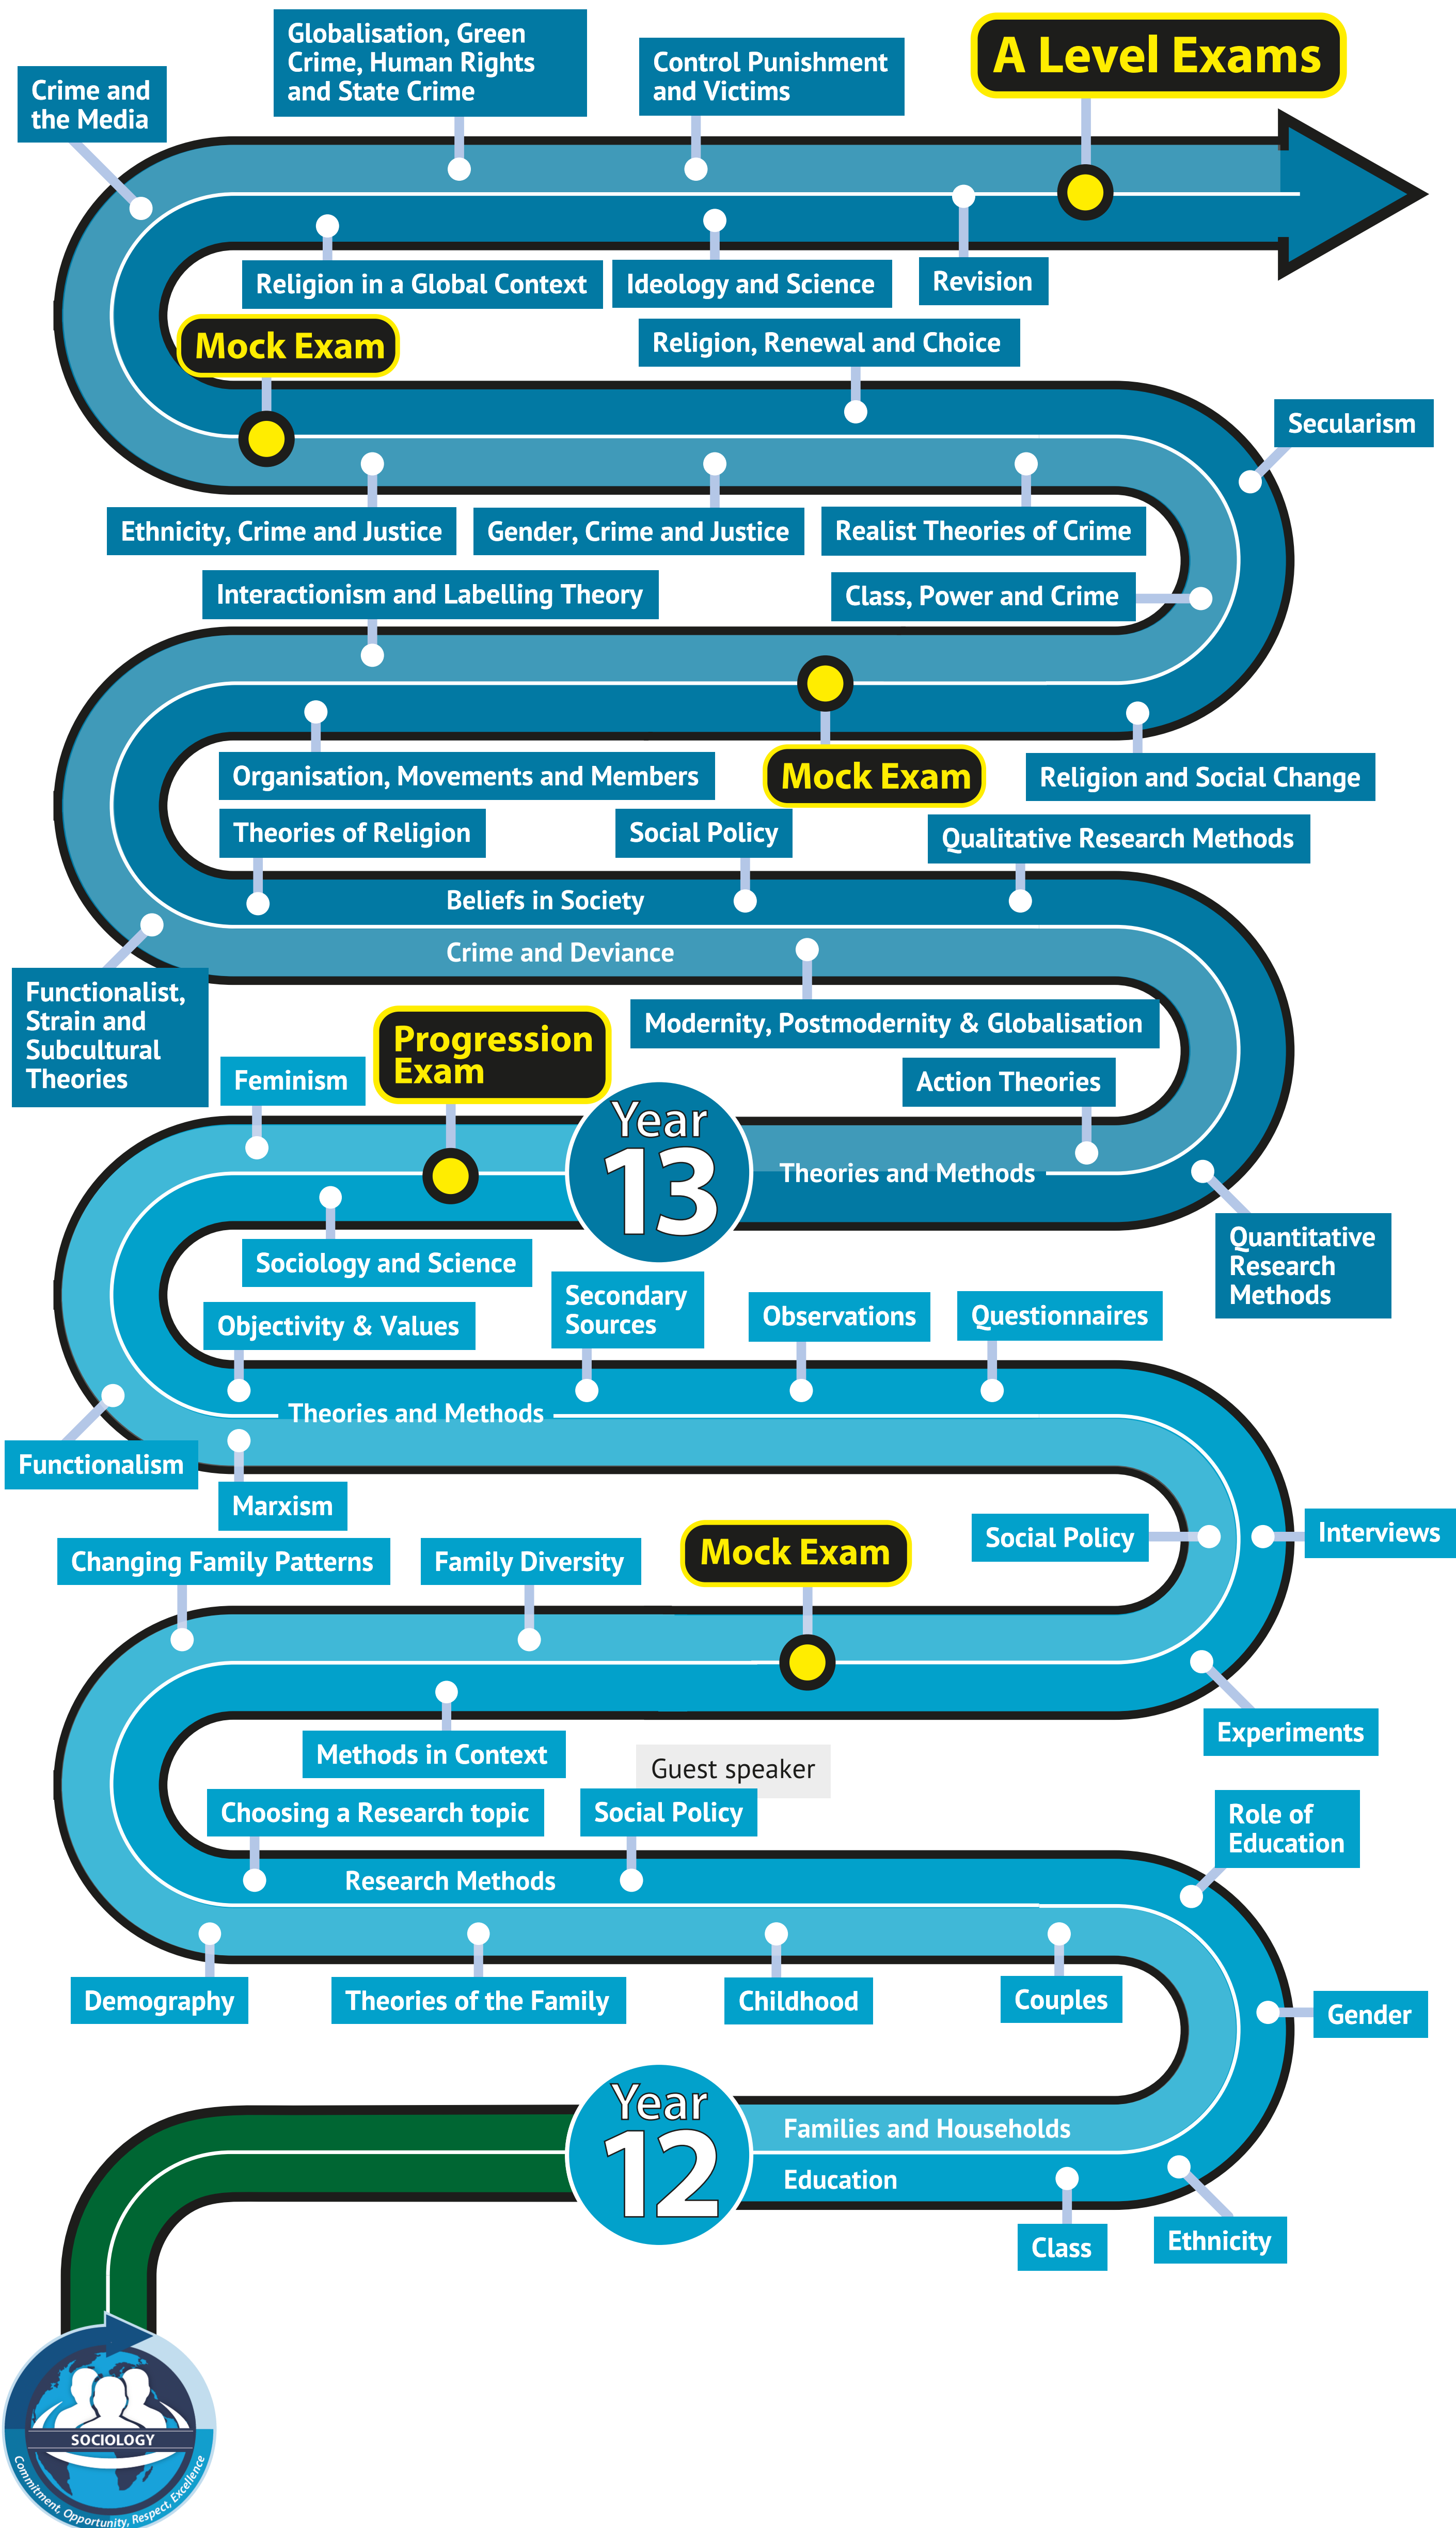 Globalisation, Green
Crime, Human Rights
and State Crime
Control Punishment
and Victims
A Level Exams
Crime and
the Media
Religion in a Global Context
Ideology and Science
Revision
Mock Exam
Religion, Renewal and Choice
Secularism
Ethnicity, Crime and Justice
Gender, Crime and Justice
Realist Theories of Crime
Interactionism and Labelling Theory
Class, Power and Crime
Organisation, Movements and Members
Mock Exam
Religion and Social Change
Theories of Religion
Social Policy
Qualitative Research Methods
Beliefs in Society
Crime and Deviance
Functionalist,
Strain and
Subcultural
Theories
Modernity, Postmodernity & Globalisation
Progression
Exam
Feminism
Action Theories
Year
13
Theories and Methods
Quantitative
Research
Methods
Sociology and Science
Objectivity & Values
Secondary
Sources
Observations
Questionnaires
Theories and Methods
Functionalism
Marxism
Changing Family Patterns
Family Diversity
Mock Exam
Social Policy
Interviews
Experiments
Methods in Context
Guest speaker
Choosing a Research topic
Social Policy
Role of
Education
Research Methods
Demography
Theories of the Family
Childhood
Couples
Gender
Year
12
Families and Households
Education
Class
Ethnicity
SOCIOLOGY
Commitment, Opportunity, Respect, Excellence